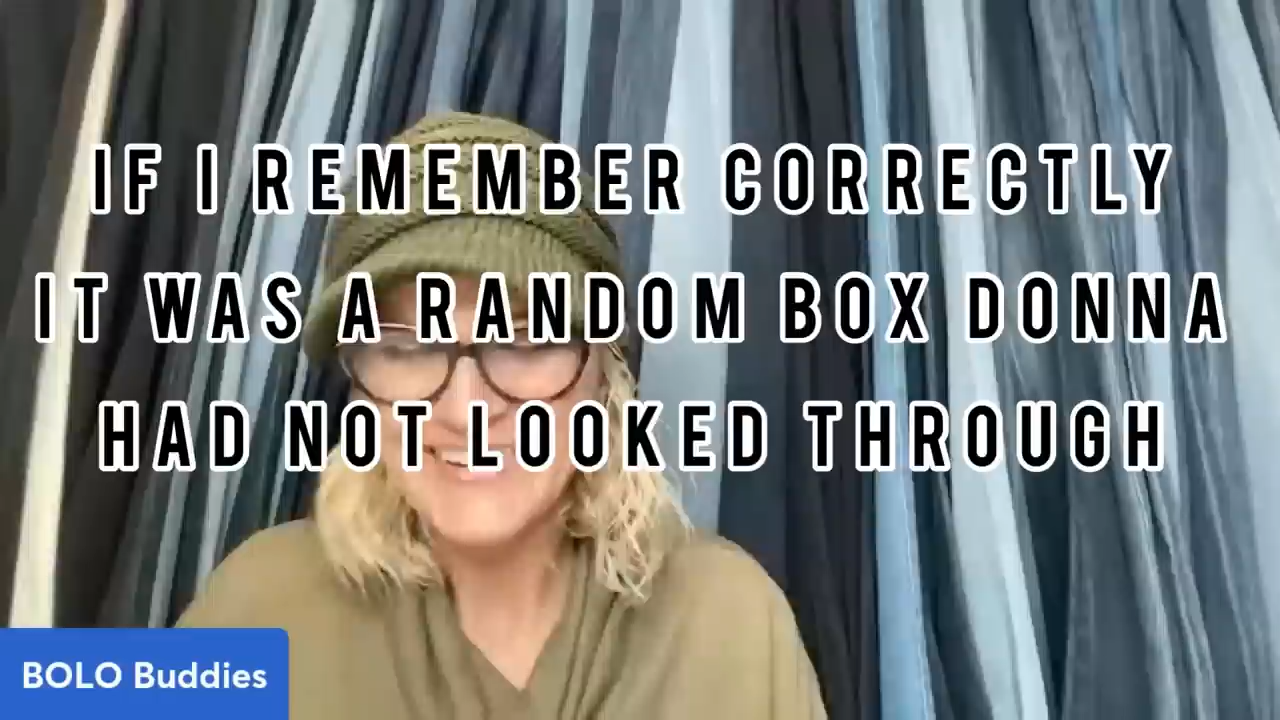 IF I REMEMBER CORRECTLY
IT WAS A RANDOM BOX DONNA
HAD NOT LOOKED THROUGH
BOLO Buddies